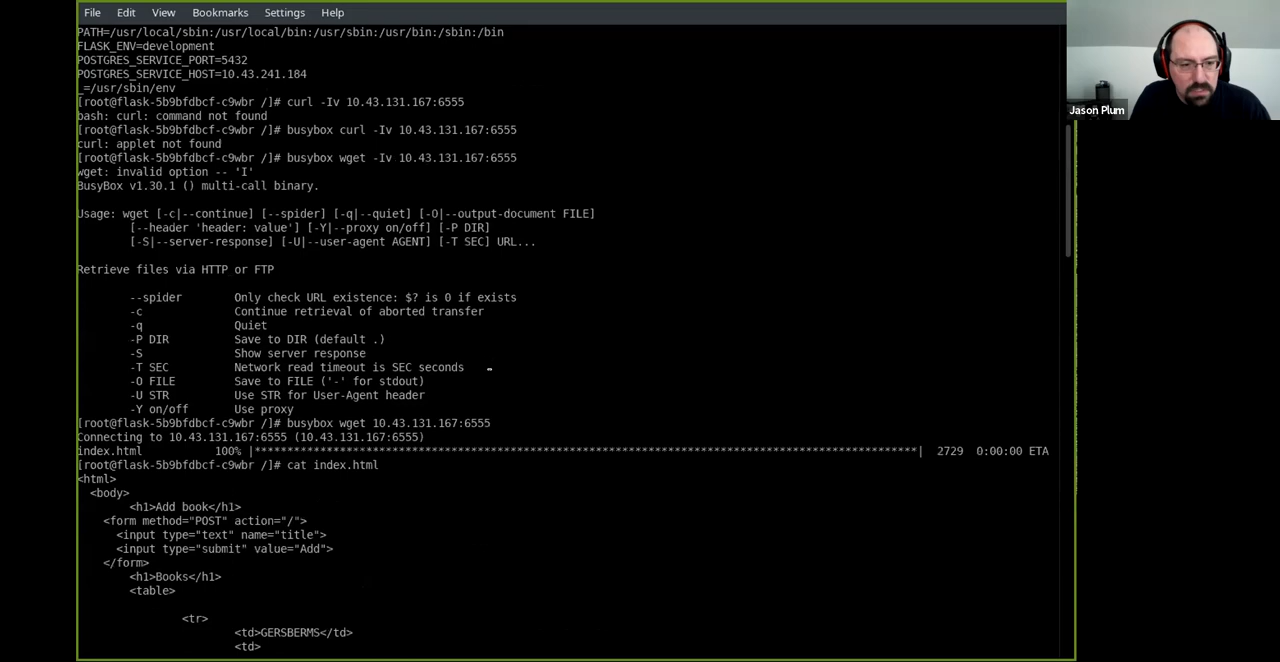 File Edit View Bookmarks Settings Help
PATH=/usr/local/sbin:/usr/local/bin:/usr/sbin:/usr/bin:/sbin:/bin
FLASK_ENV=development
POSTGRES_SERVICE_PORT=5432
POSTGRES_SERVICE_HOST=10.43.241.184
_=/usr/sbin/env
[root@flask-5b9bfdbcf-c9wbr /]# curl -Iv 10.43.131.167:6555
bash: curl: command not found
[root@flask-5b9bfdbcf-c9wbr /]# busybox curl -Iv 10.43.131.167:6555
curl: applet not found
[root@flask-5b9bfdbcf-c9wbr /]# busybox wget -Iv 10.43.131.167:6555
wget: invalid option -- 'I'
BusyBox v1.30.1 () multi-call binary.
Usage: wget [-c|--continue] [--spider] [-q|--quiet] [-O|--output-document FILE]
[--header 'header: value'] [-Y|--proxy on/off] [-P DIR]
[-S|--server-response] [-U|--user-agent AGENT] [-T SEC] URL...
Retrieve files via HTTP or FTP
--spider Only check URL existence: $? is 0 if exists
-c Continue retrieval of aborted transfer
-q Quiet
-P DIR Save to DIR (default .)
-S Show server response
-T SEC Network read timeout is SEC seconds
-O FILE Save to FILE ('-' for stdout)
-U STR Use STR for User-Agent header
-Y on/off Use proxy
[root@flask-5b9bfdbcf-c9wbr /]# busybox wget 10.43.131.167:6555
Connecting to 10.43.131.167:6555 (10.43.131.167:6555)
index.html 100% |*****************************************************************************************************| 2729 0:00:00 ETA
[root@flask-5b9bfdbcf-c9wbr /]# cat index.html
<html>
<body>
<h1>Add book</h1>
<form method="POST" action="/">
<input type="text" name="title">
<input type="submit" value="Add">
</form>
<h1>Books</h1>
<table>
<tr>
<td>GERSBERMS</td>
<td>
Jason Plum